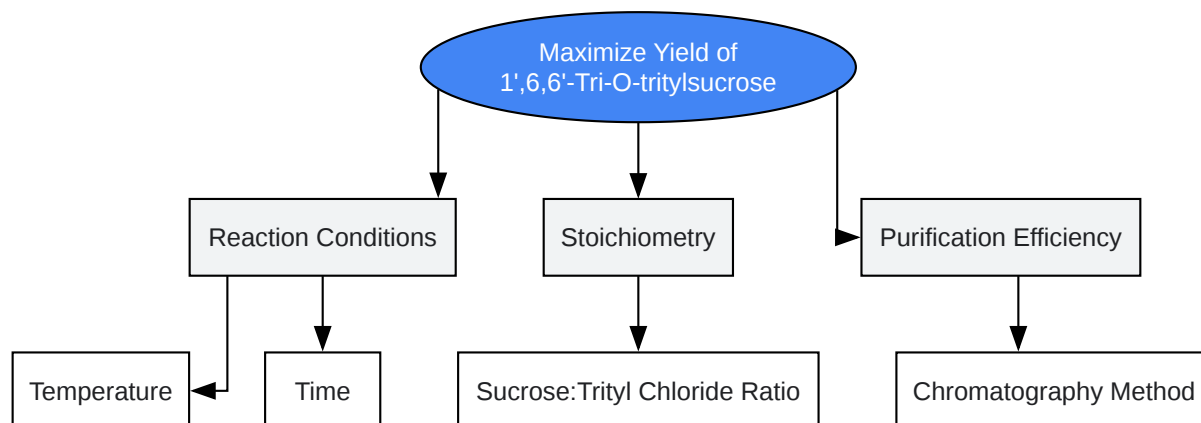 Maximize Yield of
1',6,6'-Tri-O-tritylsucrose
Reaction Conditions
Stoichiometry
Purification Efficiency
Temperature
Time
Sucrose:Trityl Chloride Ratio
Chromatography Method